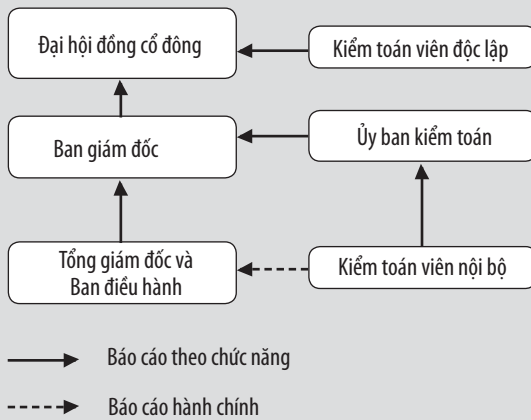 Đại hội đồng cổ đông
Kiểm toán viên độc lập
Ban giám đốc
Ủy ban kiểm toán
Tổng giám đốc và
Ban điều hành
Kiểm toán viên nội bộ
Báo cáo theo chức năng
Báo cáo hành chính